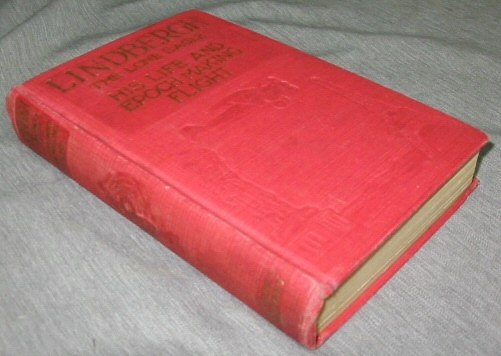 LINDBERGH
THE LONE EAGLE
HIS LIFE AND
EPOCH-MAKING
FLIGHT